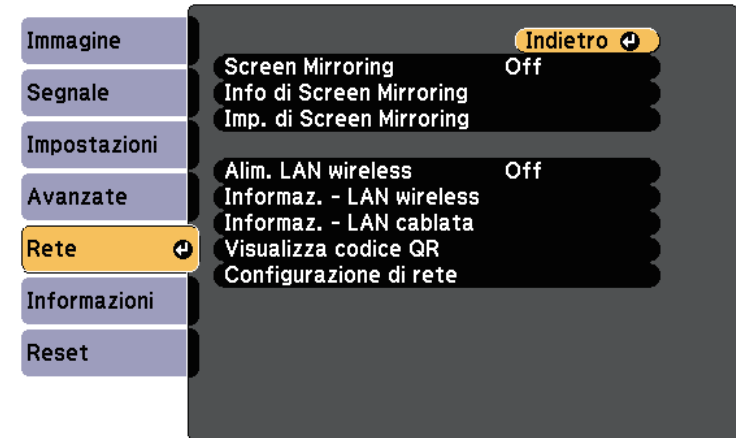 Immagine
Segnale
Impostazioni
Avanzate
Rete
Informazioni
Reset
Indietro
Screen Mirroring Off
Info di Screen Mirroring
Imp. di Screen Mirroring
Alim. LAN wireless Off
Informaz. - LAN wireless
Informaz. - LAN cablata
Visualizza codice QR
Configurazione di rete